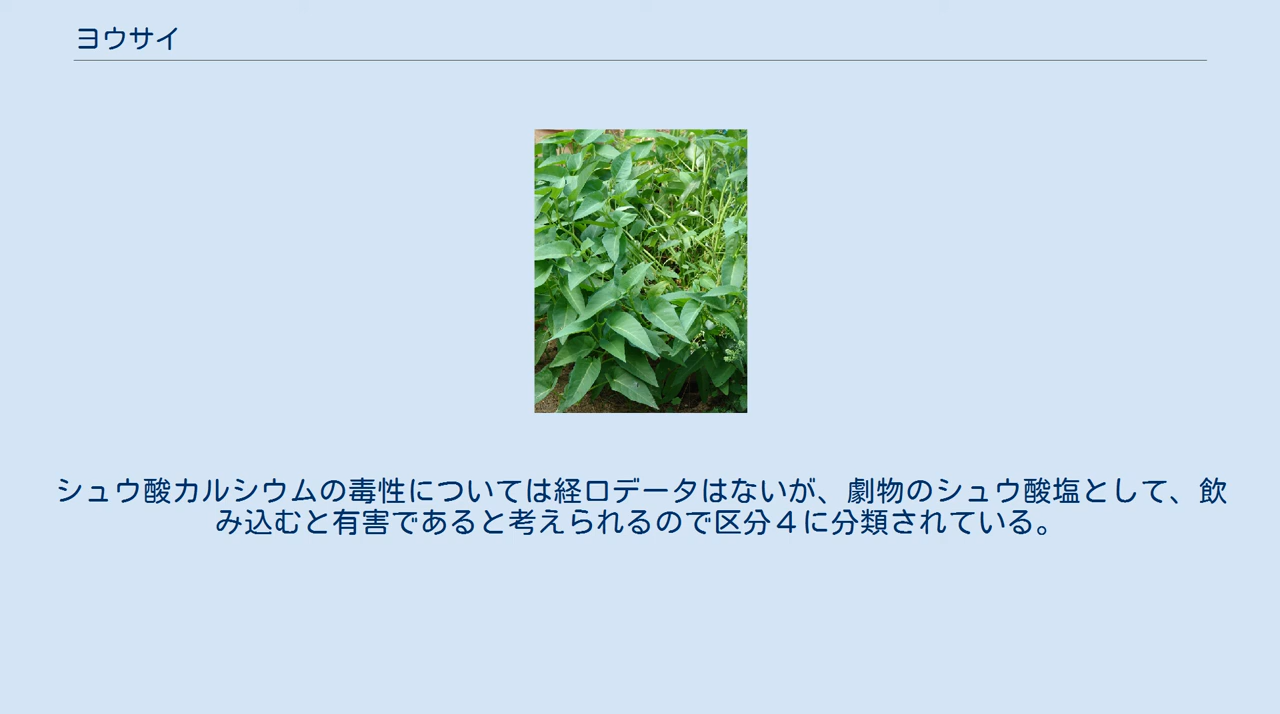 ヨウサイ
シュウ酸カルシウムの毒性については経口データはないが、劇物のシュウ酸塩として、飲
み込むと有害であると考えられるので区分４に分類されている。